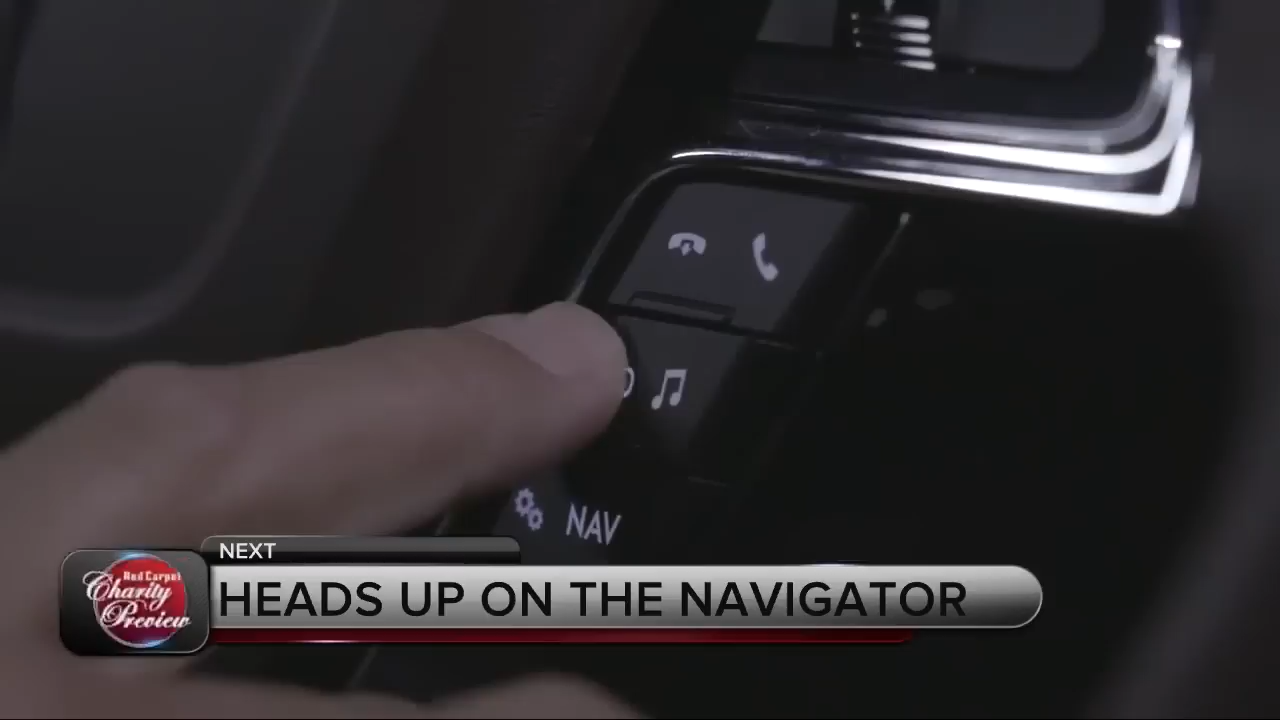 NAV
NEXT
Red Carpet
Charity
Preview
HEADS UP ON THE NAVIGATOR